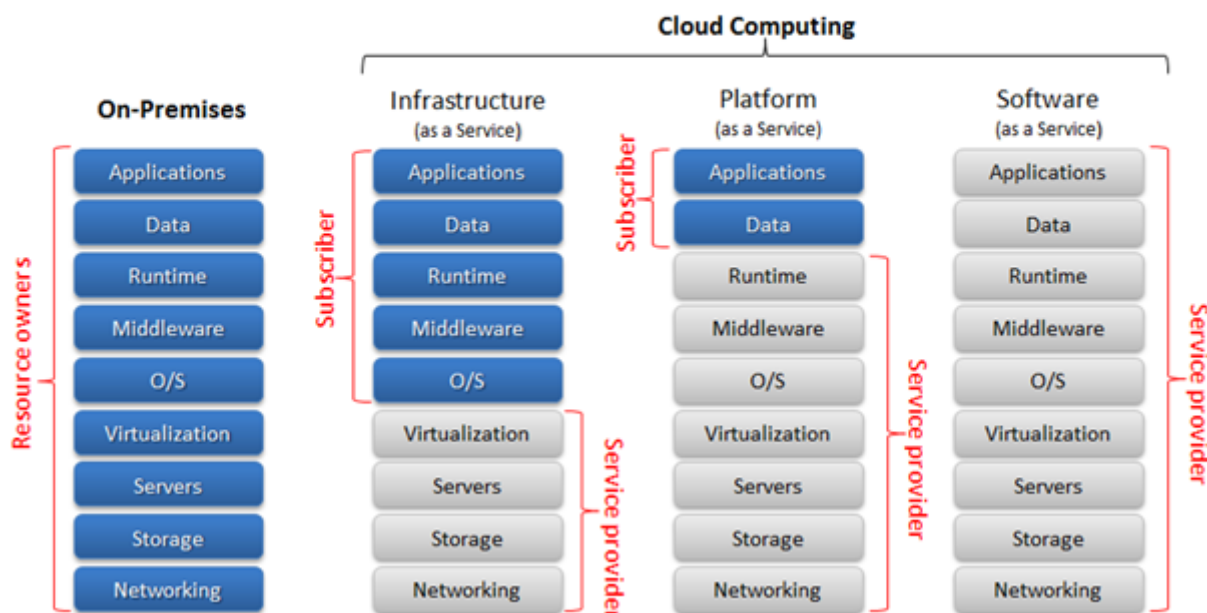 Cloud Computing
On-Premises
Infrastructure
(as a Service)
Platform
(as a Service)
Software
(as a Service)
Resource owners
Applications
Data
Runtime
Middleware
O/S
Virtualization
Servers
Storage
Networking
Subscriber
Applications
Data
Runtime
Middleware
O/S
Virtualization
Servers
Storage
Networking
Service provider
Subscriber
Applications
Data
Runtime
Middleware
O/S
Virtualization
Servers
Storage
Networking
Service provider
Applications
Data
Runtime
Middleware
O/S
Virtualization
Servers
Storage
Networking
Service provider